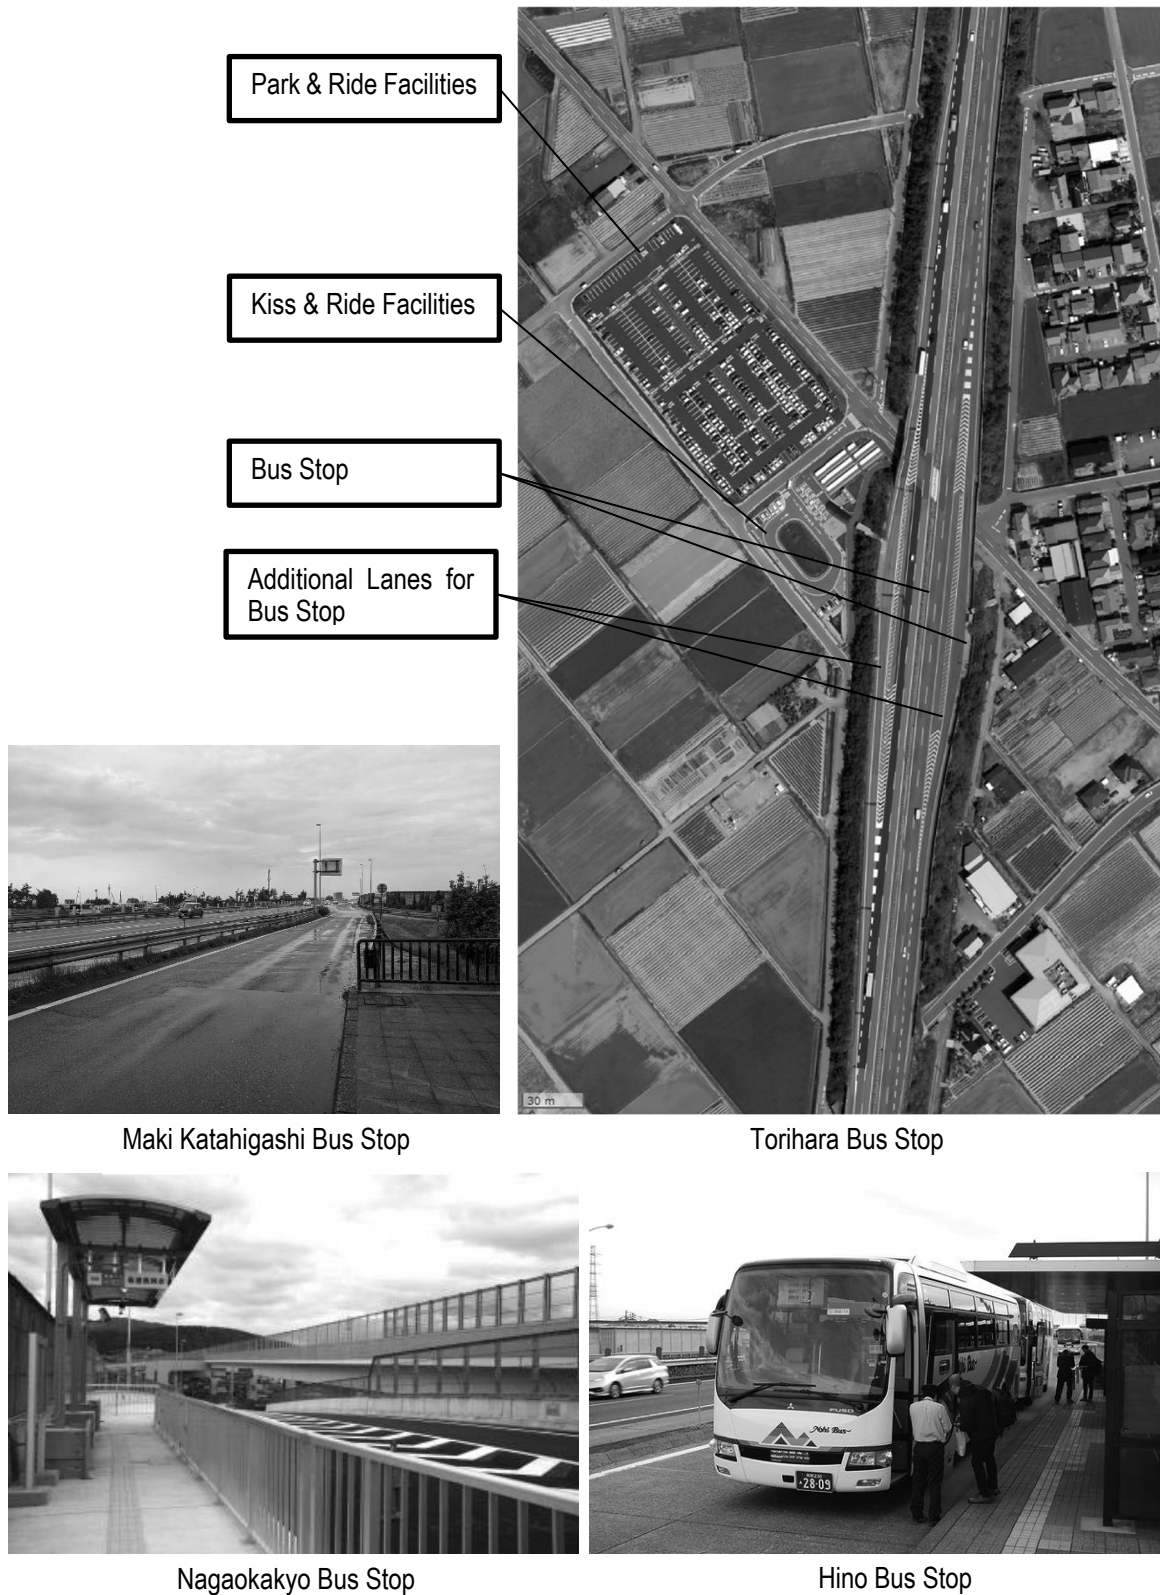 Park & Ride Facilities
Kiss & Ride Facilities
Bus Stop
Additional Lanes for
Bus Stop
30 m
Maki Katahigashi Bus Stop
Torihara Bus Stop
FUSO
Nohi Bus
28-09
Nagaokakyo Bus Stop
Hino Bus Stop